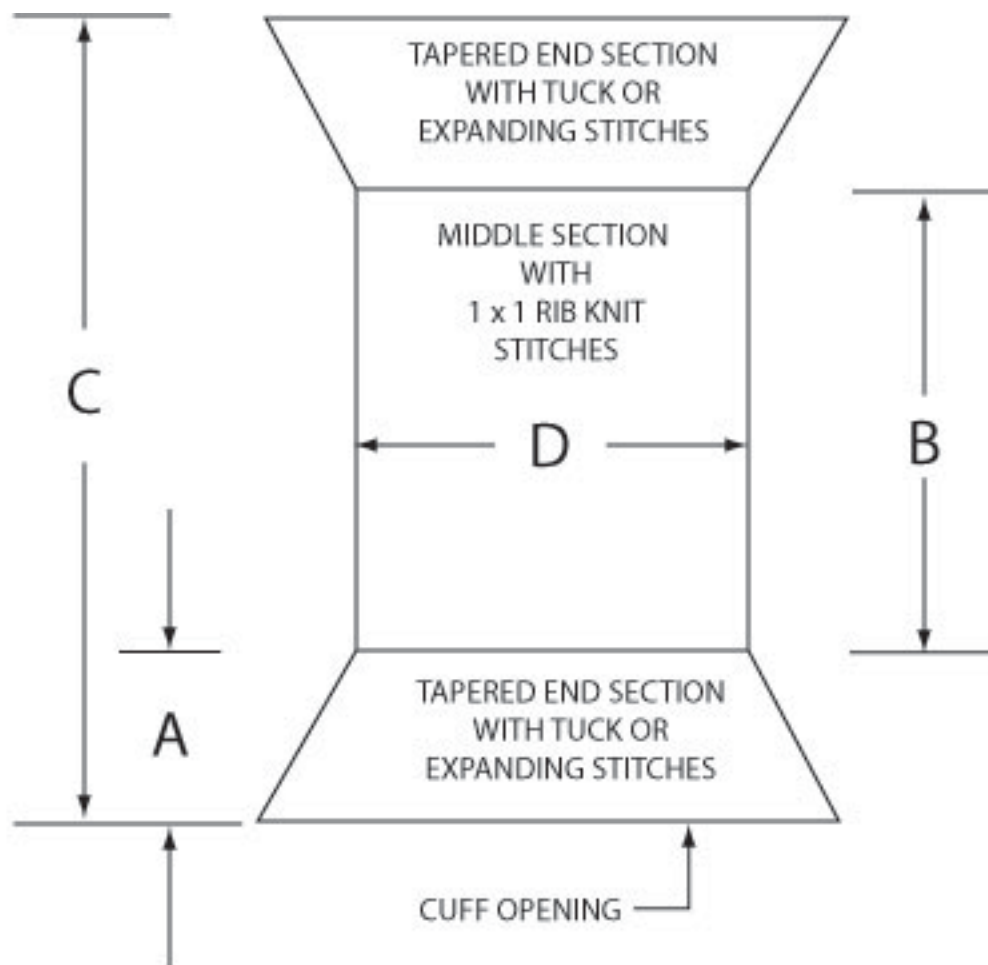 TAPERED END SECTION
WITH TUCK OR
EXPANDING STITCHES
MIDDLE SECTION
WITH
1 x 1 RIB KNIT
STITCHES
C
D
B
A
TAPERED END SECTION
WITH TUCK OR
EXPANDING STITCHES
CUFF OPENING